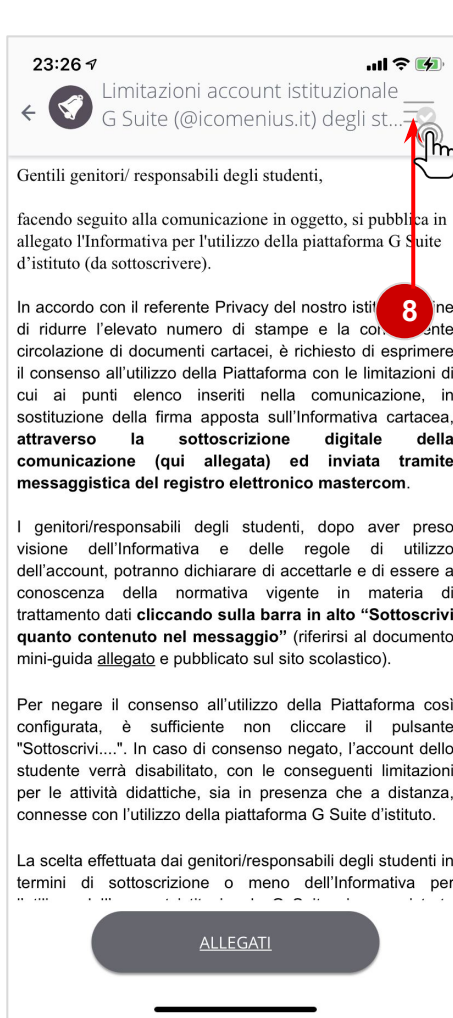 23:26
Limitazioni account istituzionale
G Suite (@icomenius.it) degli st...
Gentili genitori/ responsabili degli studenti,
facendo seguito alla comunicazione in oggetto, si pubblica in
allegato l'Informativa per l'utilizzo della piattaforma G Suite
d’istituto (da sottoscrivere).
8
In accordo con il referente Privacy del nostro
di ridurre l’elevato numero di stampe e la
circolazione di documenti cartacei, è richiesto di esprimere
il consenso all’utilizzo della Piattaforma con le limitazioni di
cui ai punti elenco inseriti nella comunicazione, in
sostituzione della firma apposta sull’Informativa cartacea,
attraverso la sottoscrizione digitale della
comunicazione (qui allegata) ed inviata tramite
messaggistica del registro elettronico mastercom.
I genitori/responsabili degli studenti, dopo aver preso
visione dell’Informativa e delle regole di utilizzo
dell’account, potranno dichiarare di accettarle e di essere a
conoscenza della normativa vigente in materia di
trattamento dati cliccando sulla barra in alto “Sottoscrivi
quanto contenuto nel messaggio” (riferirsi al documento
mini-guida allegato e pubblicato sul sito scolastico).
Per negare il consenso all’utilizzo della Piattaforma così
configurata, è sufficiente non cliccare il pulsante
"Sottoscrivi....". In caso di consenso negato, l’account dello
studente verrà disabilitato, con le conseguenti limitazioni
per le attività didattiche, sia in presenza che a distanza,
connesse con l’utilizzo della piattaforma G Suite d’istituto.
La scelta effettuata dai genitori/responsabili degli studenti in
termini di sottoscrizione o meno dell’Informativa per
ALLEGATI